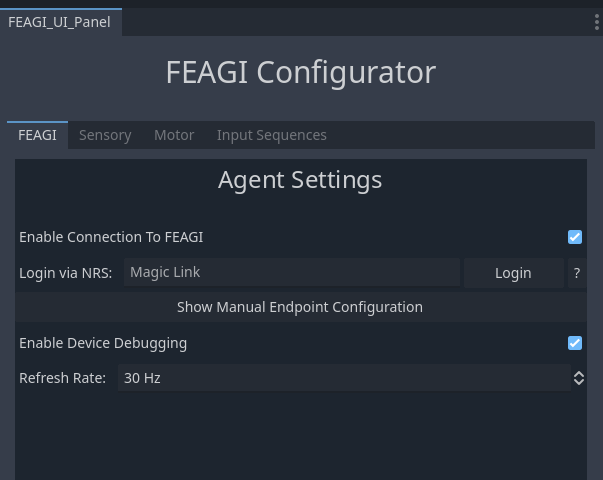 FEAGI_UI_Panel
FEAGI Configurator
FEAGI Sensory Motor Input Sequences
Agent Settings
Enable Connection To FEAGI
Login via NRS: Magic Link Login ?
Show Manual Endpoint Configuration
Enable Device Debugging
Refresh Rate: 30 Hz